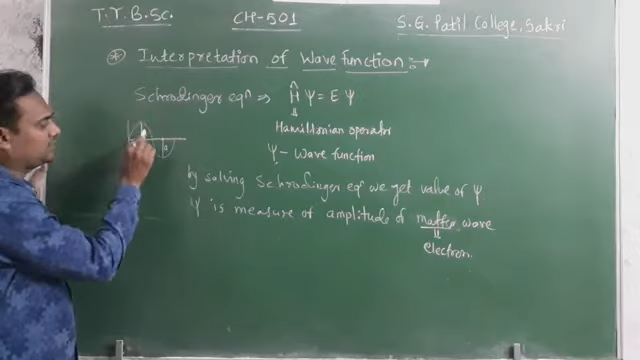 T.Y.B.Sc. CH-501 S.G. Patil College, Sakri
* Interpretation of Wave function :→
Schrodinger eqⁿ ⇒ Ĥ Ψ = E Ψ
Hamiltonian operator
Ψ - Wave function
by solving Schrodinger eqⁿ we get value of Ψ
Ψ is measure of amplitude of matter wave
electron.